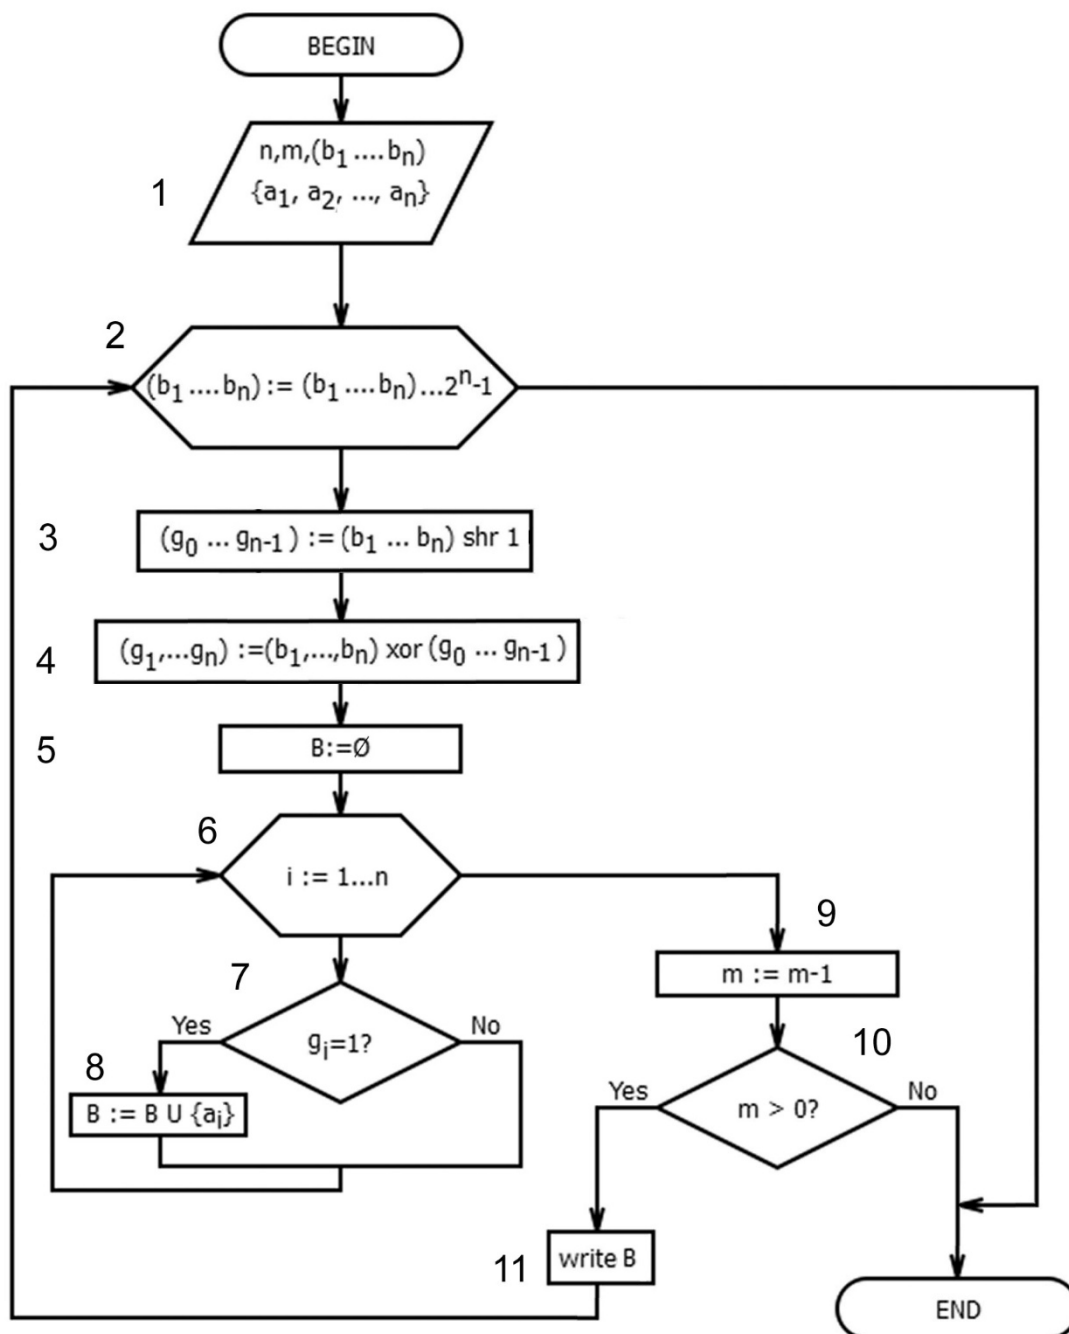 BEGIN
1
n,m,(b₁ ....bₙ)
{a₁, a₂, ..., aₙ}
2
(b₁ ....bₙ) := (b₁ ....bₙ)...2ⁿ-1
3
(g₀ ... gₙ₋₁ ) := (b₁ ... bₙ) shr 1
4
(g₁,...gₙ) :=(b₁,...,bₙ) xor (g₀ ... gₙ₋₁ )
5
B:=Ø
6
i := 1...n
7
Yes
gᵢ=1?
No
8
B := B U {aᵢ}
9
m := m-1
10
Yes
m > 0?
No
11
write B
END